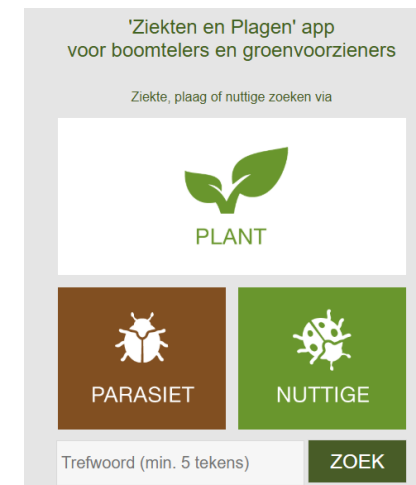 'Ziekten en Plagen' app
voor boomtelers en groenvoorzieners
Ziekte, plaag of nuttige zoeken via
PLANT
PARASIET
NUTTIGE
Trefwoord (min. 5 tekens)
ZOEK